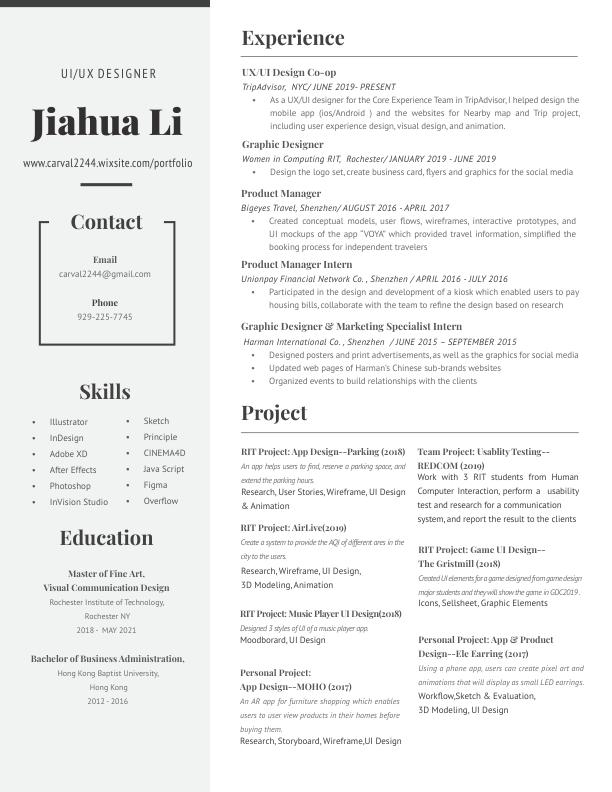 UI/UX DESIGNER
Jiahua Li
www.carval2244.wixsite.com/portfolio
Contact
Email
carval2244@gmail.com
Phone
929-225-7745
Skills
• Illustrator
• InDesign
• Adobe XD
• After Effects
• Photoshop
• InVision Studio
• Sketch
• Principle
• CINEMA4D
• Java Script
• Figma
• Overflow
Education
Master of Fine Art,
Visual Communication Design
Rochester Institute of Technology,
Rochester NY
2018 - MAY 2021
Bachelor of Business Administration,
Hong Kong Baptist University,
Hong Kong
2012 - 2016
Experience
UX/UI Design Co-op
TripAdvisor, NYC/ JUNE 2019- PRESENT
• As a UX/UI designer for the Core Experience Team in TripAdvisor, I helped design the
mobile app (ios/Android ) and the websites for Nearby map and Trip project,
including user experience design, visual design, and animation.
Graphic Designer
Women in Computing RIT, Rochester/ JANUARY 2019 - JUNE 2019
• Design the logo set, create business card, flyers and graphics for the social media
Product Manager
Bigeyes Travel, Shenzhen/ AUGUST 2016 - APRIL 2017
• Created conceptual models, user flows, wireframes, interactive prototypes, and
UI mockups of the app “VOYA” which provided travel information, simplified the
booking process for independent travelers
Product Manager Intern
Unionpay Financial Network Co. , Shenzhen / APRIL 2016 - JULY 2016
• Participated in the design and development of a kiosk which enabled users to pay
housing bills, collaborate with the team to refine the design based on research
Graphic Designer & Marketing Specialist Intern
Harman International Co. , Shenzhen / JUNE 2015 – SEPTEMBER 2015
• Designed posters and print advertisements, as well as the graphics for social media
• Updated web pages of Harman's Chinese sub-brands websites
• Organized events to build relationships with the clients
Project
RIT Project: App Design--Parking (2018)
An app helps users to find, reserve a parking space, and
extend the parking hours.
Research, User Stories, Wireframe, UI Design
& Animation
RIT Project: AirLive(2019)
Create a system to provide the AQI of different ares in the
city to the users.
Research, Wireframe, UI Design,
3D Modeling, Animation
RIT Project: Music Player UI Design(2018)
Designed 3 styles of UI of a music player app.
Moodborard, UI Design
Personal Project:
App Design--MOHO (2017)
An AR app for furniture shopping which enables
users to user view products in their homes before
buying them.
Research, Storyboard, Wireframe,UI Design
Team Project: Usablity Testing--
REDCOM (2019)
Work with 3 RIT students from Human
Computer Interaction, perform a usability
test and research for a communication
system, and report the result to the clients
RIT Project: Game UI Design--
The Gristmill (2018)
Created UI elements for a game designed from game design
major students and they will show the game in GDC2019.
Icons, Sellsheet, Graphic Elements
Personal Project: App & Product
Design--Ele Earring (2017)
Using a phone app, users can create pixel art and
animations that will display as small LED earrings.
Workflow,Sketch & Evaluation,
3D Modeling, UI Design